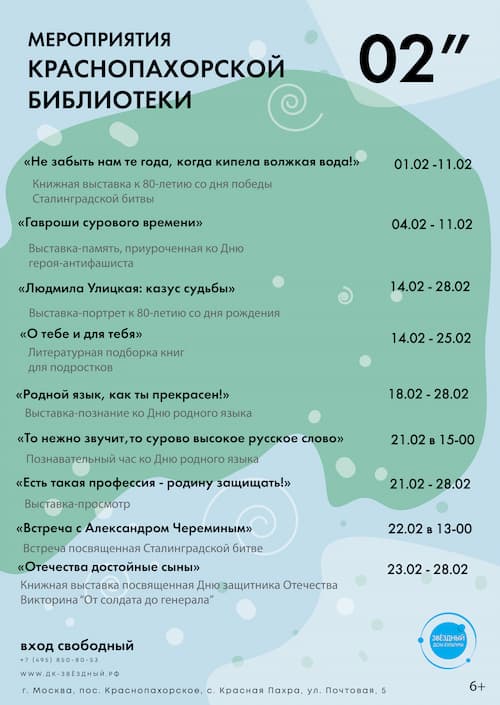 МЕРОПРИЯТИЯ
КРАСНОПАХОРСКОЙ
БИБЛИОТЕКИ
02”
«Не забыть нам те года, когда кипела волжкая вода!»
01.02 -11.02
Книжная выставка к 80-летию со дня победы
Сталинградской битвы
«Гавроши сурового времени»
04.02 - 11.02
Выставка-память, приуроченная ко Дню
героя-антифашиста
«Людмила Улицкая: казус судьбы»
14.02 - 28.02
Выставка-портрет к 80-летию со дня рождения
«О тебе и для тебя»
14.02 - 25.02
Литературная подборка книг
для подростков
«Родной язык, как ты прекрасен!»
18.02 - 28.02
Выставка-познание ко Дню родного языка
«То нежно звучит,то сурово высокое русское слово»
21.02 в 15-00
Познавательный час ко Дню родного языка
«Есть такая профессия - родину защищать!»
21.02 - 28.02
Выставка-просмотр
«Встреча с Александром Череминым»
22.02 в 13-00
Встреча посвященная Сталинградской битве
«Отечества достойные сыны»
23.02 - 28.02
Книжная выставка посвященная Дню защитника Отечества
Викторина “От солдата до генерала”
вход свободный
+7 (495) 850-80-52
WWW.ДК-ЗВЁЗДНЫЙ.РФ
ЗВЁЗДНЫЙ
ДОМ КУЛЬТУРЫ
г. Москва, пос. Краснопахорское, с. Красная Пахра, ул. Почтовая, 5
6+